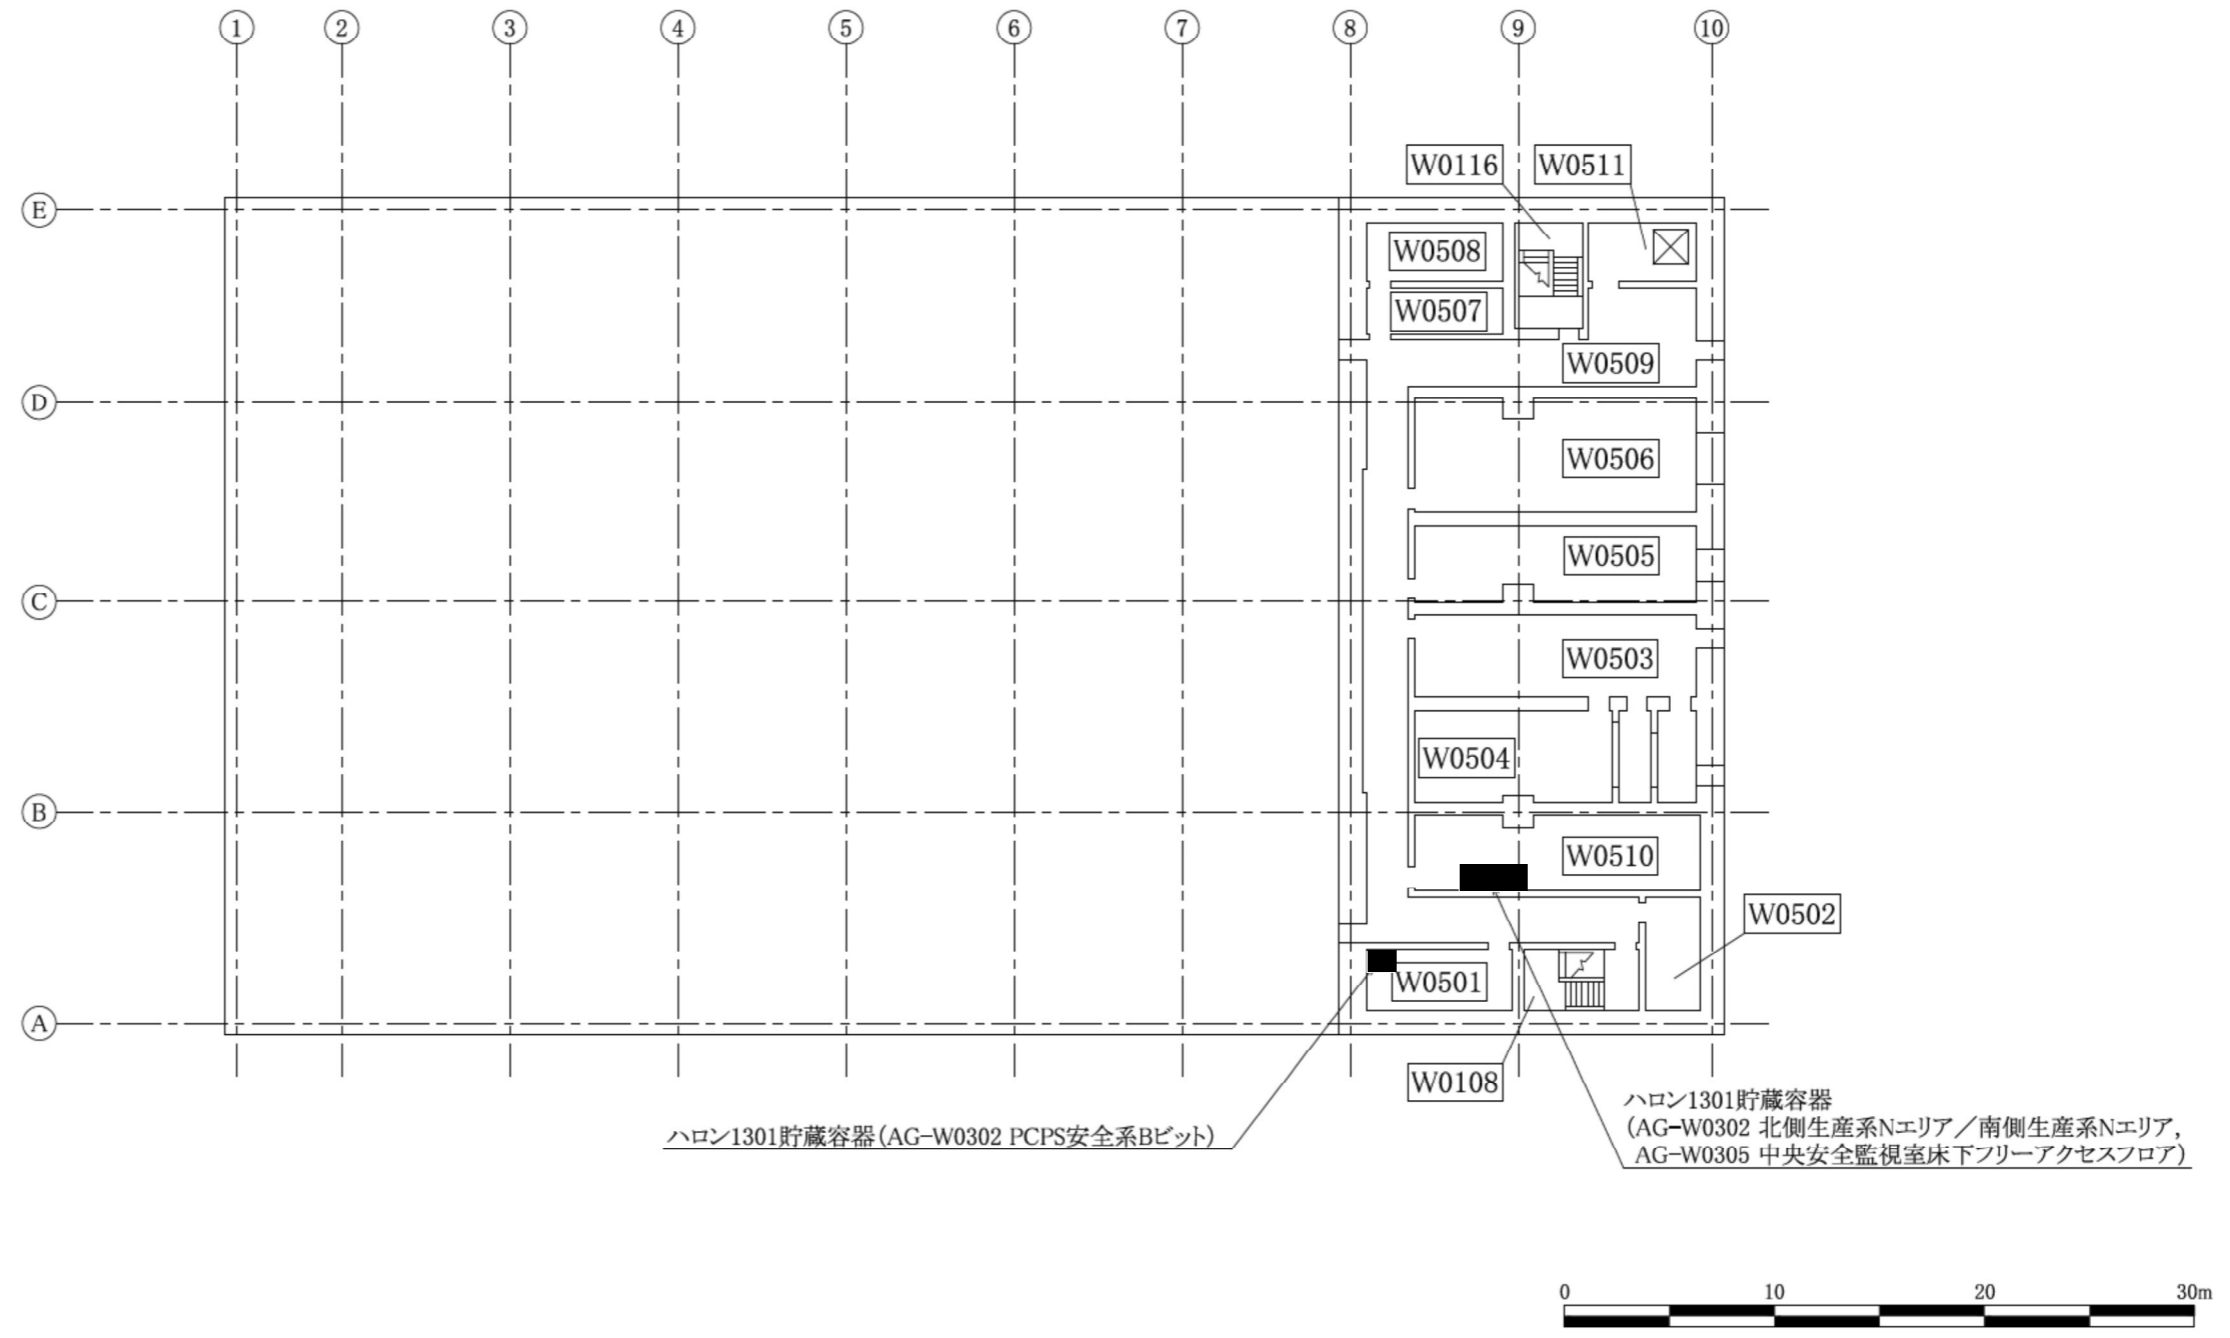 1 2 3 4 5 6 7 8 9 10
W0116 W0511
E
W0508
W0507
W0509
D
W0506
W0505
C
W0503
W0504
B
W0510
W0502
W0501
A
W0108
ハロン1301貯蔵容器
(AG-W0302 北側生産系Nエリア／南側生産系Nエリア,
AG-W0305 中央安全監視室床下フリーアクセスフロア)
ハロン1301貯蔵容器(AG-W0302 PCPS安全系Bピット)
0 10 20 30m